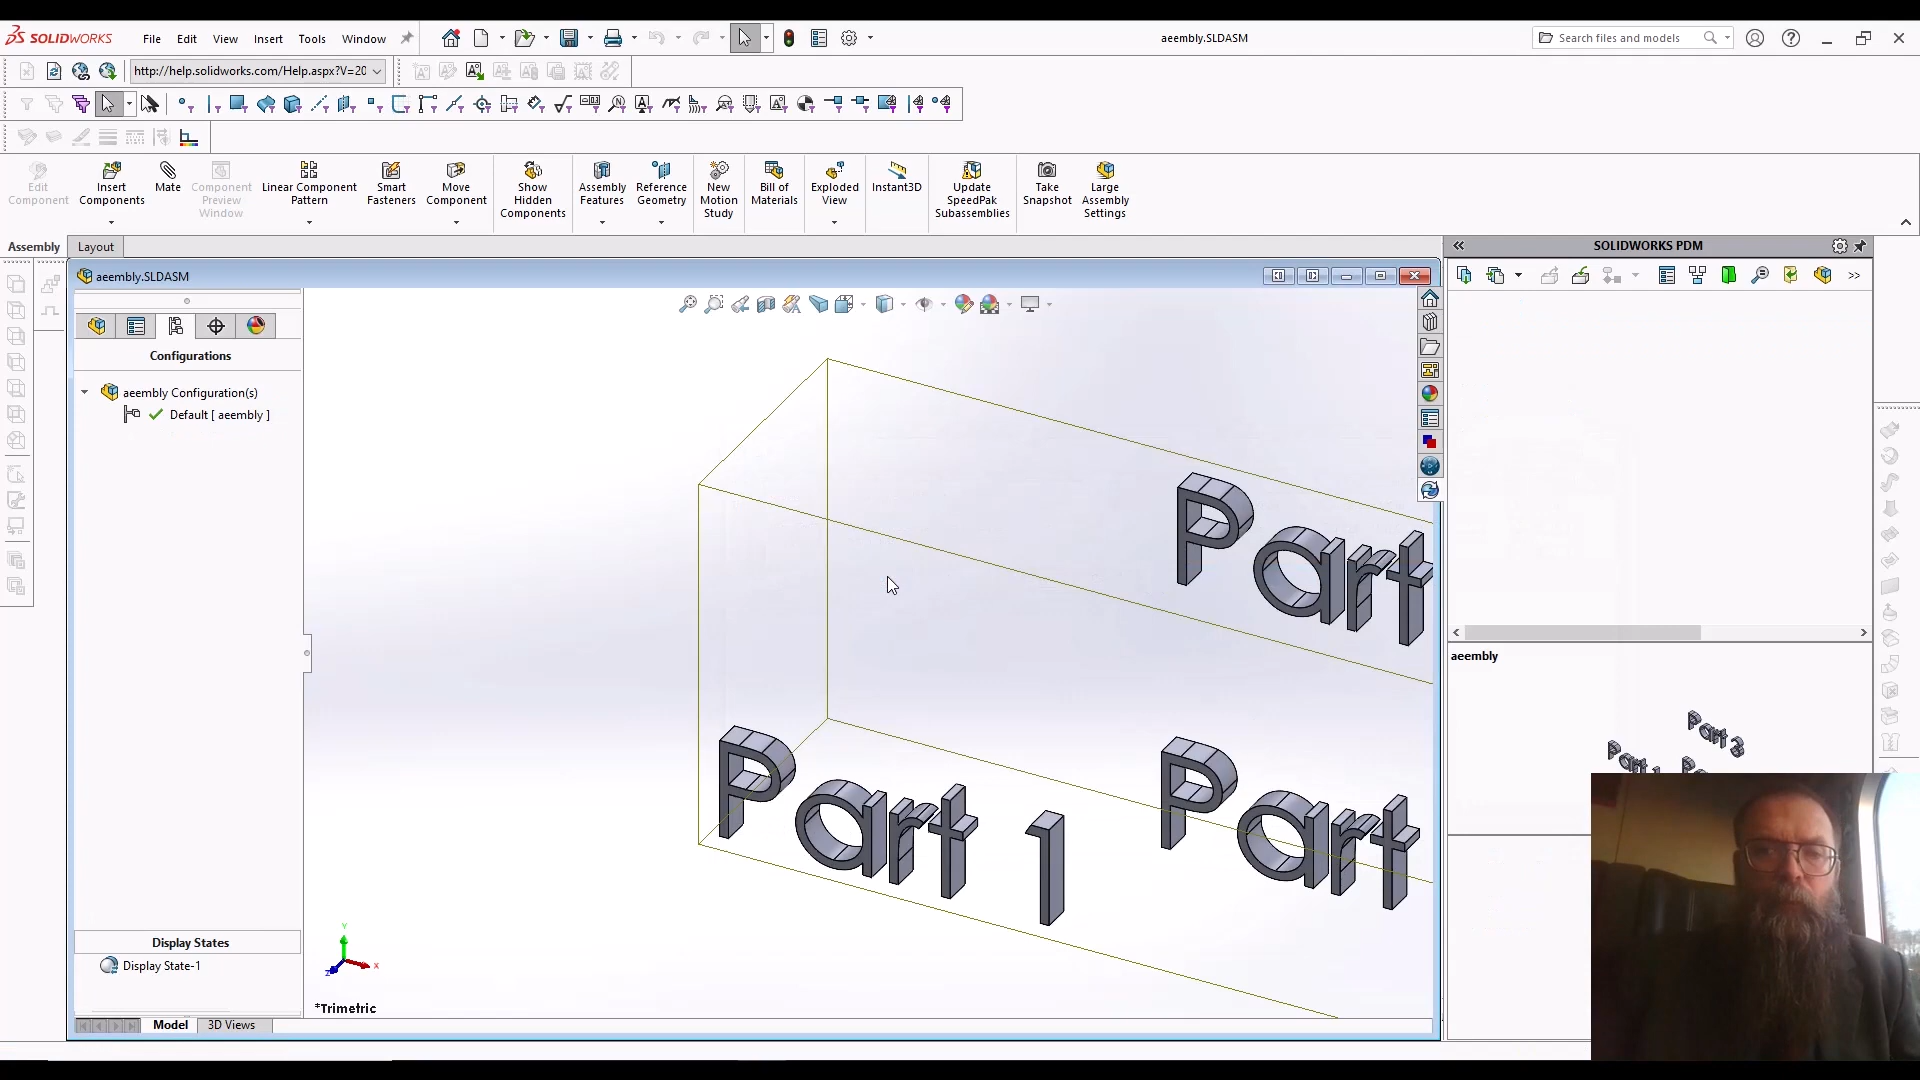 SOLIDWORKS File Edit View Insert Tools Window aeembly.SLDASM Search files and models
http://help.solidworks.com/Help.aspx?V=20
Edit Component
Insert Components
Mate
Component Preview Window
Linear Component Pattern
Smart Fasteners
Move Component
Show Hidden Components
Assembly Features
Reference Geometry
New Motion Study
Bill of Materials
Exploded View
Instant3D
Update SpeedPak Subassemblies
Take Snapshot
Large Assembly Settings
Assembly Layout
SOLIDWORKS PDM
aeembly.SLDASM
Configurations
aeembly Configuration(s)
Default [ aeembly ]
Part
Part 1
Part
aeembly
Part 3
Display States
Display State-1
Y
X
Z
*Trimetric
Model 3D Views